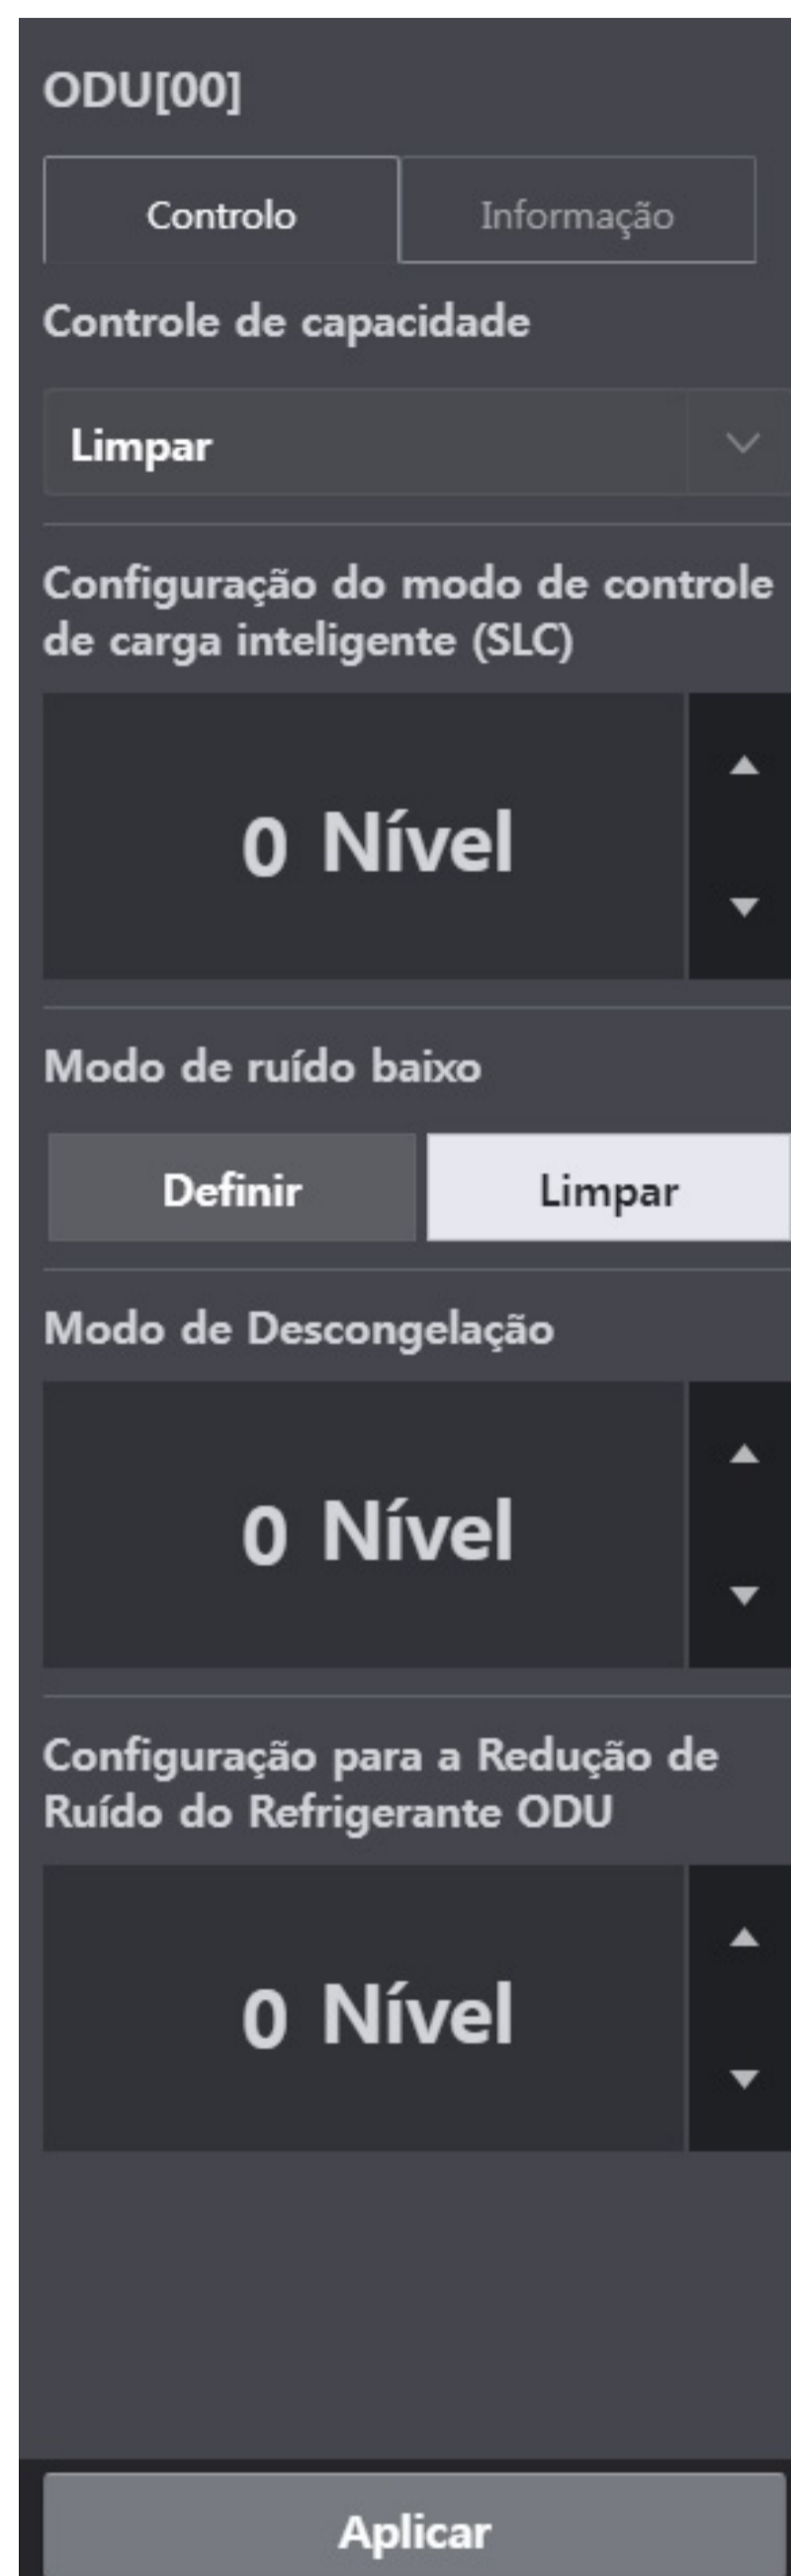 ODU[00]
Controlo
Informação
Controle de capacidade
Limpar
Configuração do modo de controle
de carga inteligente (SLC)
0 Nível
Modo de ruído baixo
Definir
Limpar
Modo de Descongelação
0 Nível
Configuração para a Redução de
Ruído do Refrigerante ODU
0 Nível
Aplicar